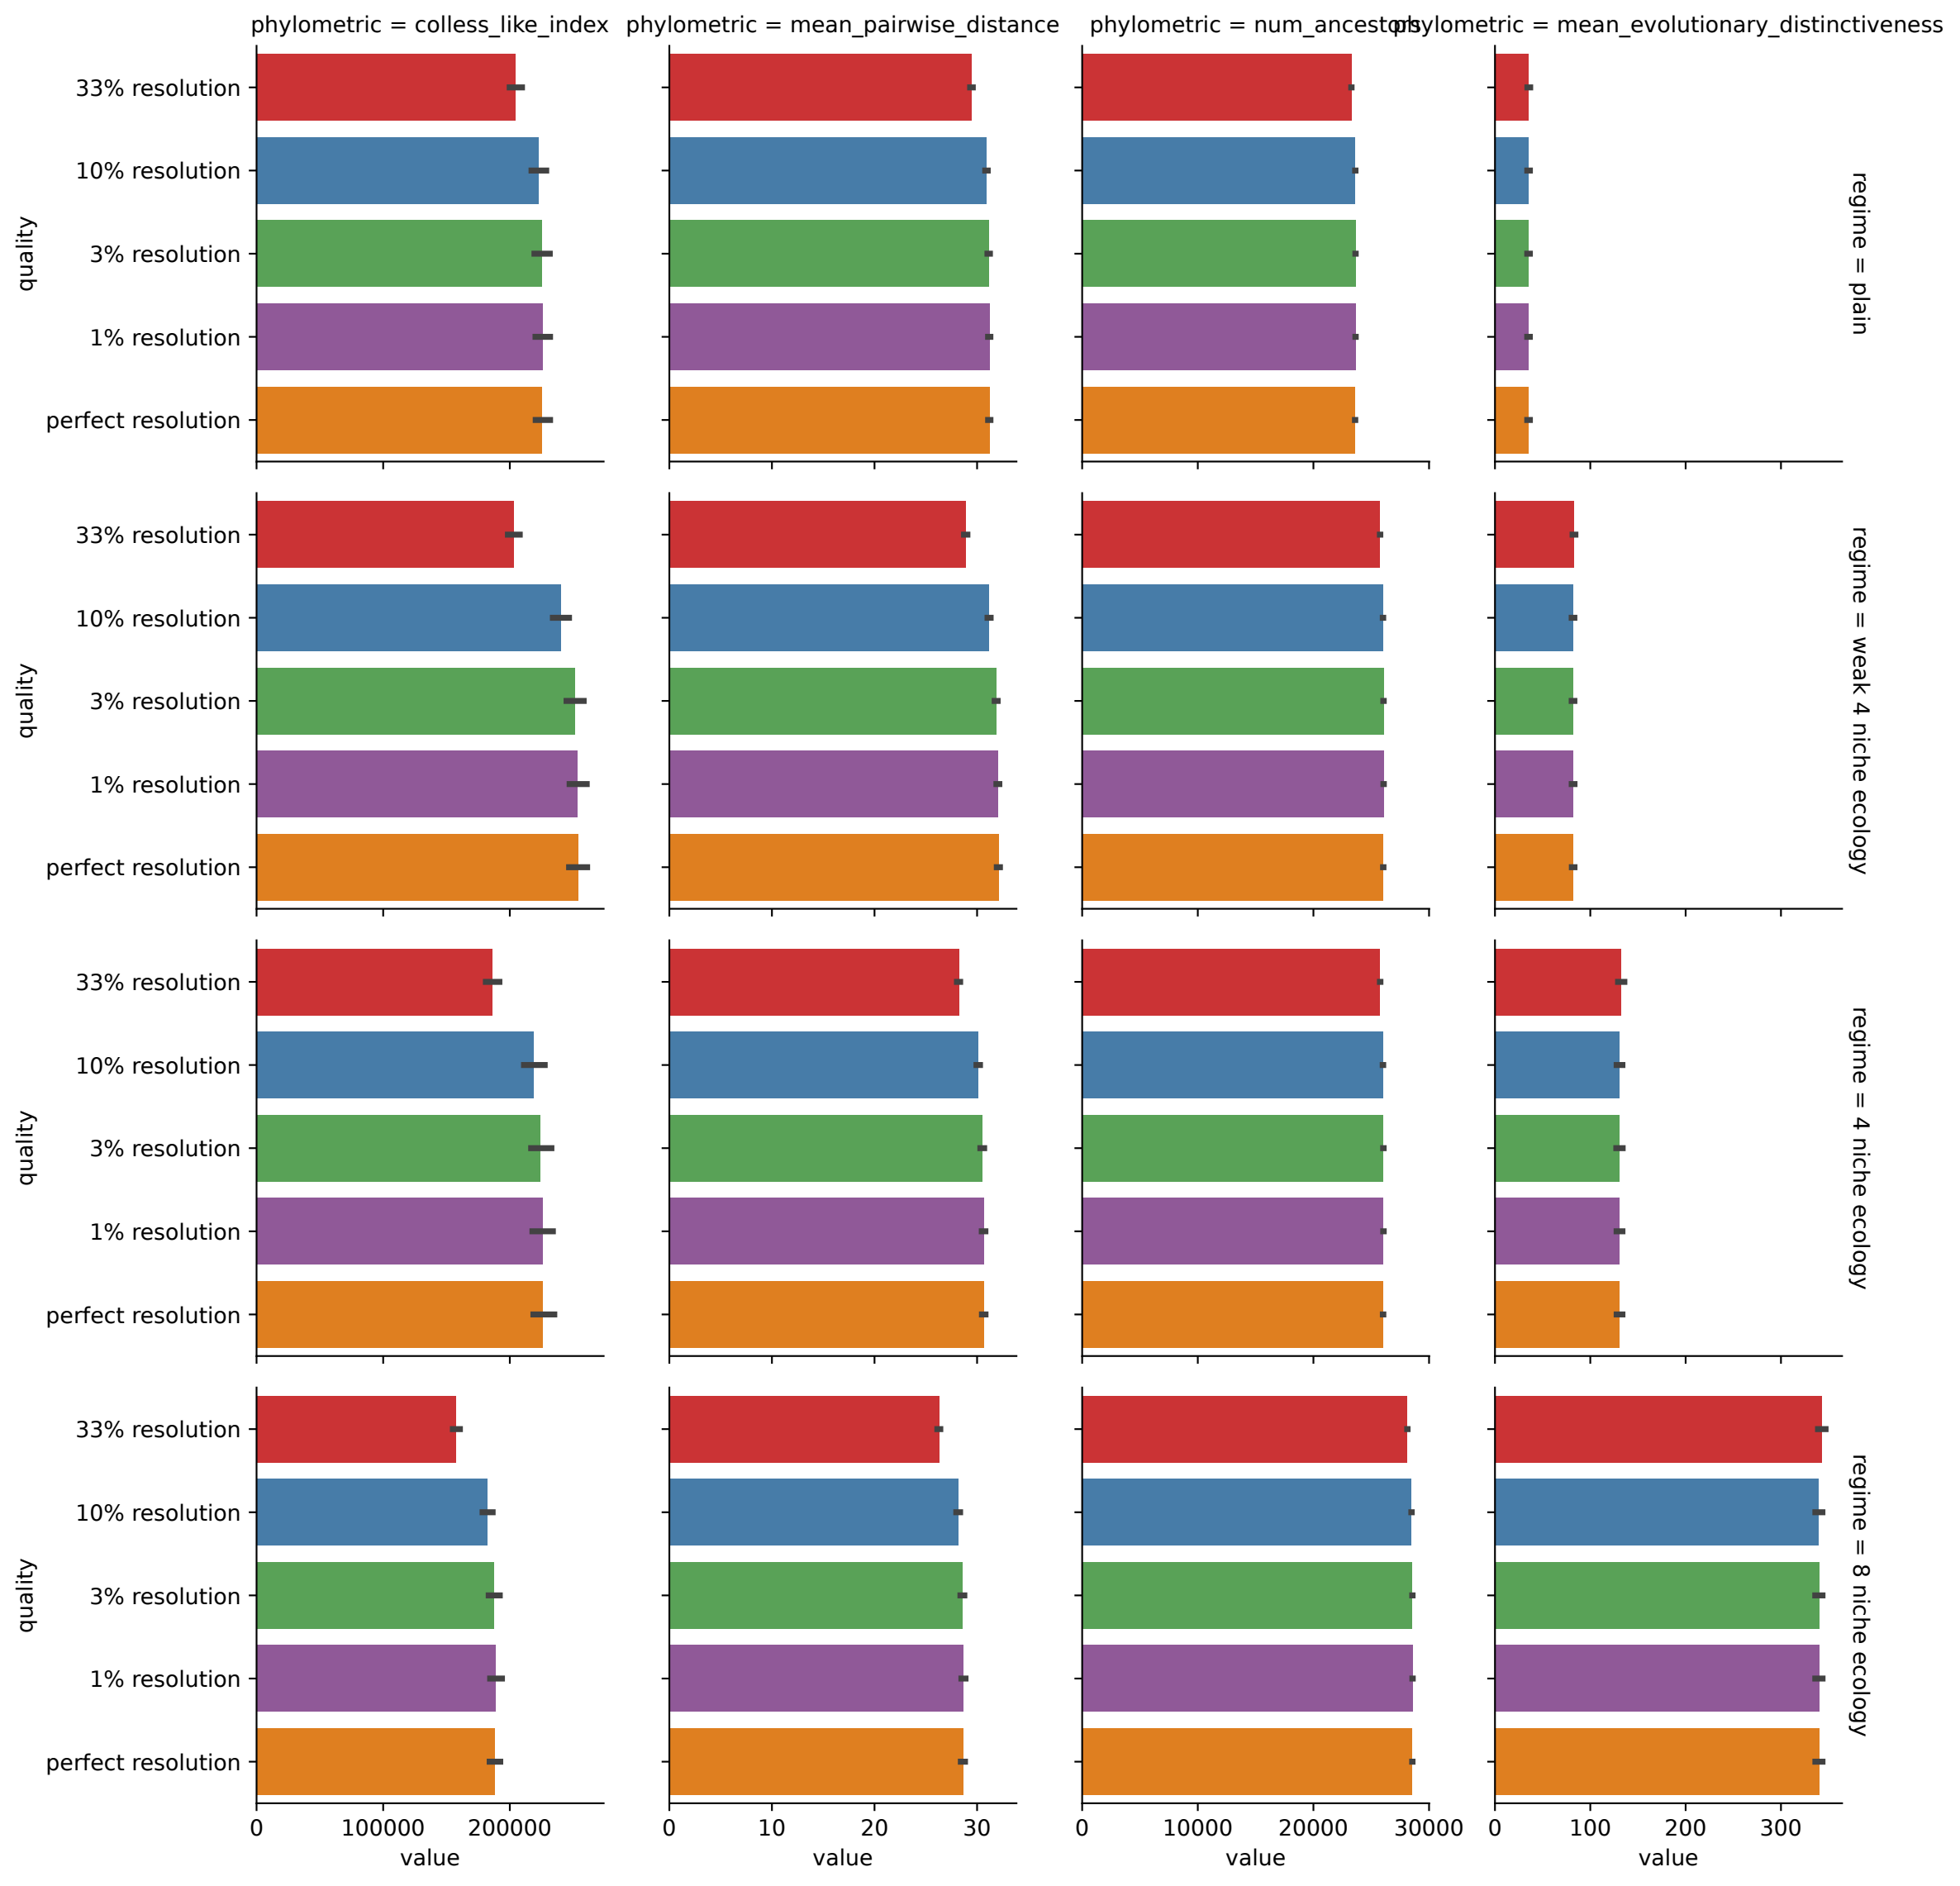 phylometric = colless_like_index
phylometric = mean_pairwise_distance
phylometric = num_ancestors
phylometric = mean_evolutionary_distinctiveness
quality
33% resolution
10% resolution
3% resolution
1% resolution
perfect resolution
regime = plain
quality
33% resolution
10% resolution
3% resolution
1% resolution
perfect resolution
regime = weak 4 niche ecology
quality
33% resolution
10% resolution
3% resolution
1% resolution
perfect resolution
regime = 4 niche ecology
quality
33% resolution
10% resolution
3% resolution
1% resolution
perfect resolution
regime = 8 niche ecology
0 100000 200000
value
0 10 20 30
value
0 10000 20000 30000
value
0 100 200 300
value